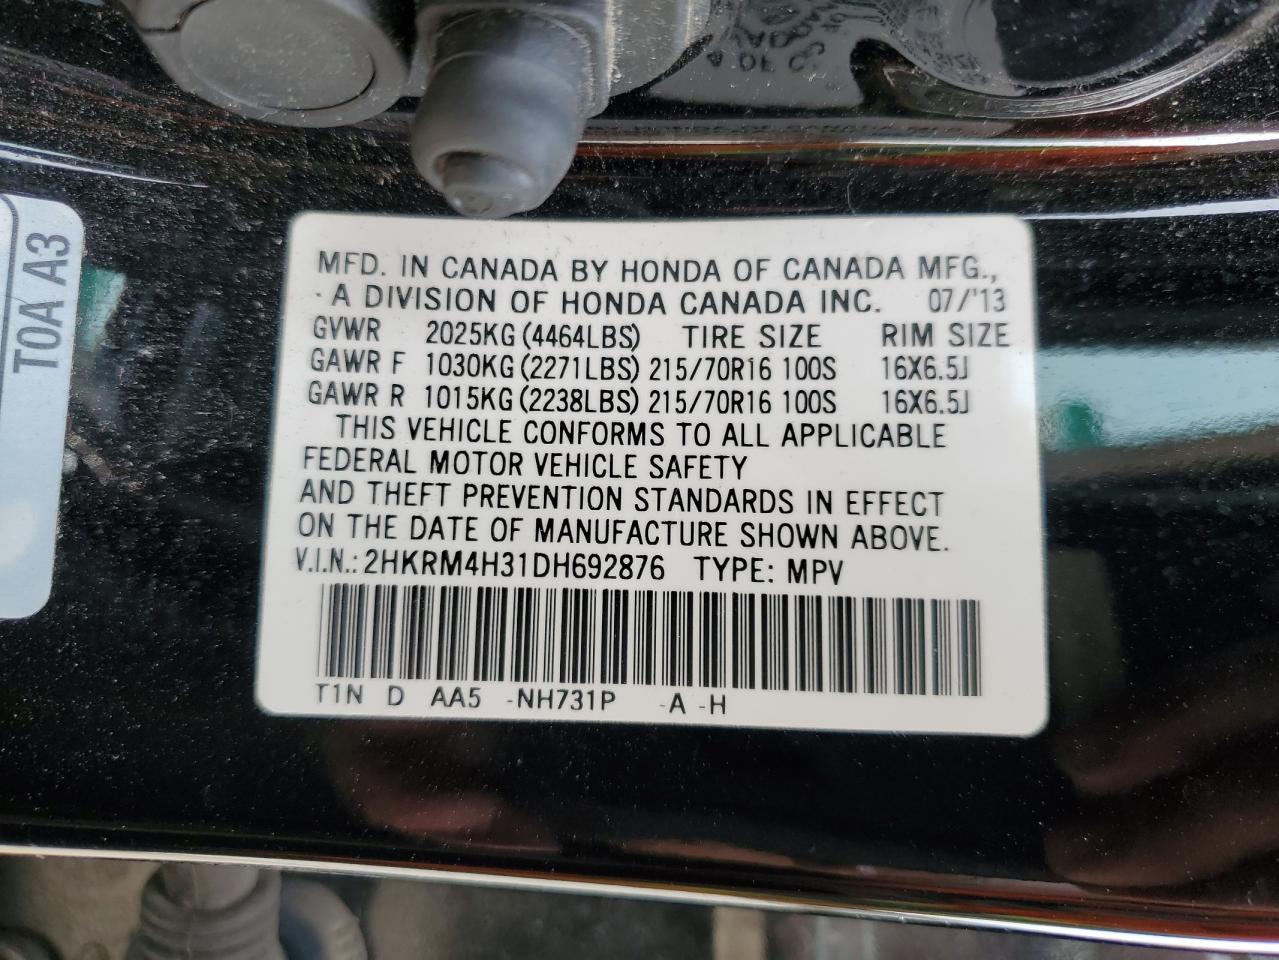 MFD. IN CANADA BY HONDA OF CANADA MFG.,
A DIVISION OF HONDA CANADA INC. 07/'13
GVWR 2025KG (4464LBS) TIRE SIZE RIM SIZE
GAWR F 1030KG (2271LBS) 215/70R16 100S 16X6.5J
GAWR R 1015KG (2238LBS) 215/70R16 100S 16X6.5J
THIS VEHICLE CONFORMS TO ALL APPLICABLE
FEDERAL MOTOR VEHICLE SAFETY
AND THEFT PREVENTION STANDARDS IN EFFECT
ON THE DATE OF MANUFACTURE SHOWN ABOVE.
V.I.N.: 2HKRM4H31DH692876 TYPE: MPV
T1N D AA5 -NH731P -A -H
T0A A3